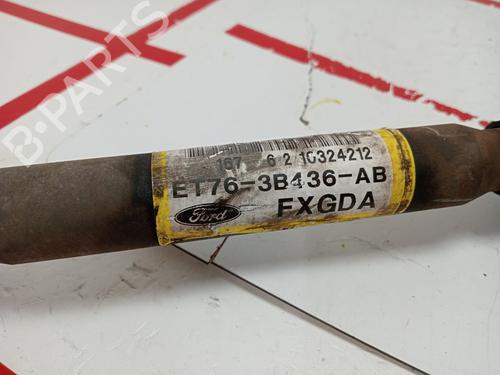 B-PARTS
167 6 2 10324212
ET76-3B436-AB
Ford FXGDA